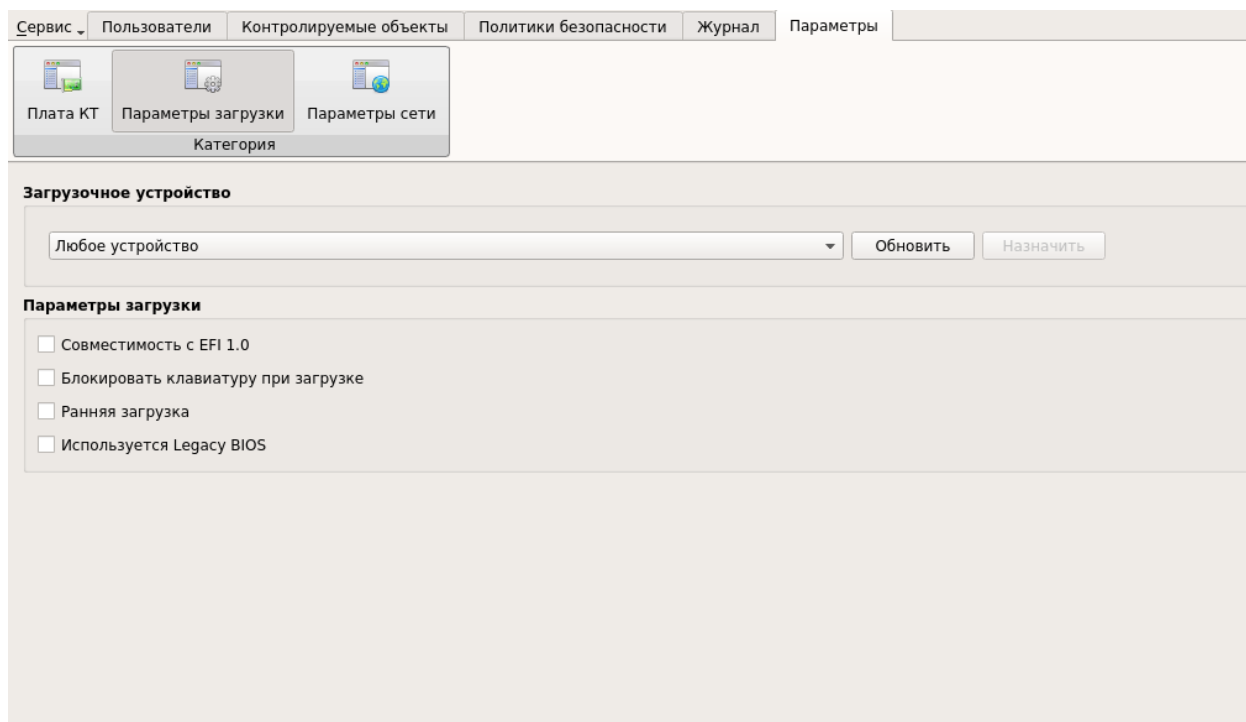 Сервис Пользователи Контролируемые объекты Политики безопасности Журнал Параметры
Плата КТ Параметры загрузки Параметры сети
Категория
Загрузочное устройство
Любое устройство Обновить Назначить
Параметры загрузки
Совместимость с EFI 1.0
Блокировать клавиатуру при загрузке
Ранняя загрузка
Используется Legacy BIOS